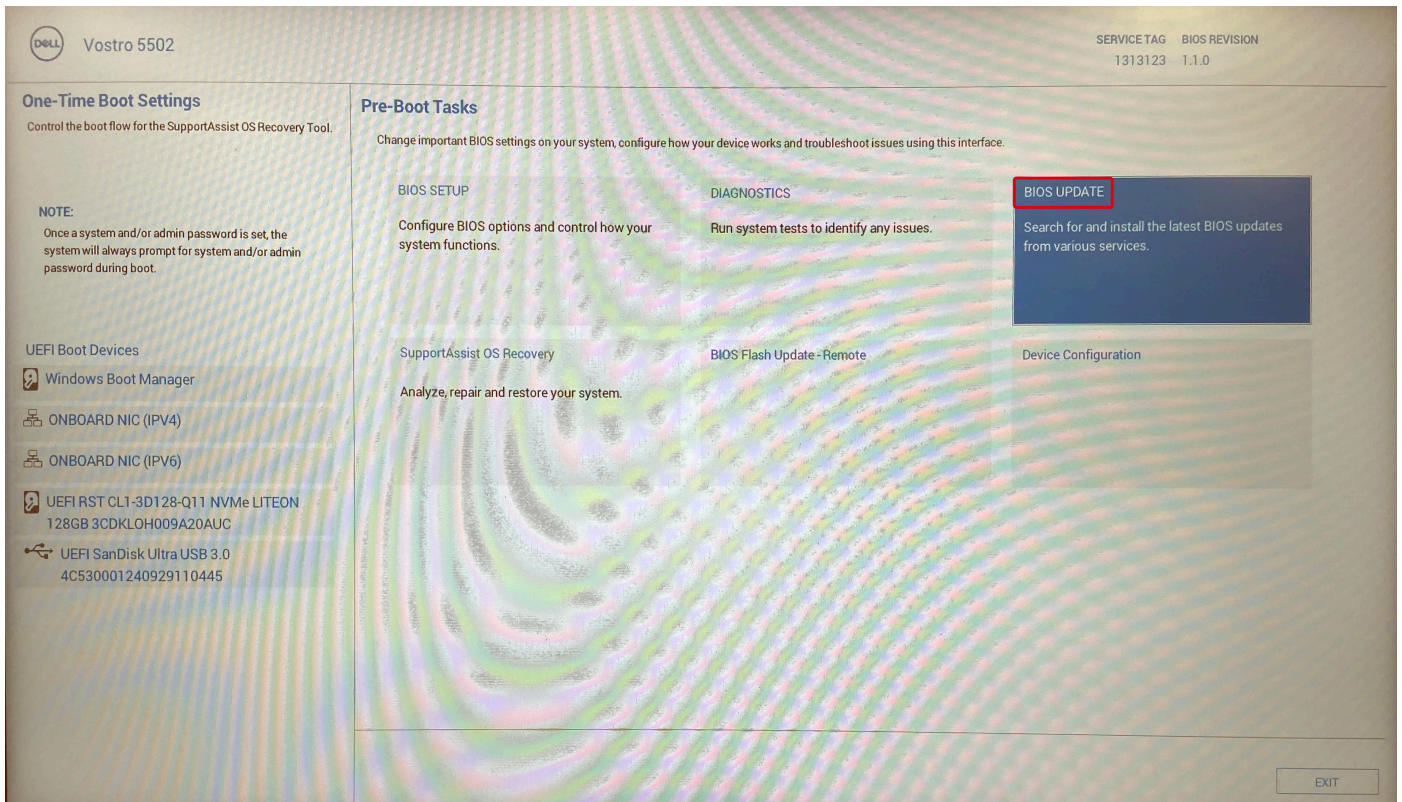 DELL
Vostro 5502
SERVICE TAG BIOS REVISION
1313123 1.1.0
One-Time Boot Settings
Control the boot flow for the SupportAssist OS Recovery Tool.
NOTE:
Once a system and/or admin password is set, the
system will always prompt for system and/or admin
password during boot.
UEFI Boot Devices
Windows Boot Manager
ONBOARD NIC (IPV4)
ONBOARD NIC (IPV6)
UEFI RST CL1-3D128-Q11 NVMe LITEON
128GB 3CDKLOH009A20AUC
UEFI SanDisk Ultra USB 3.0
4C530001240929110445
Pre-Boot Tasks
Change important BIOS settings on your system, configure how your device works and troubleshoot issues using this interface.
BIOS SETUP
Configure BIOS options and control how your
system functions.
DIAGNOSTICS
Run system tests to identify any issues.
BIOS UPDATE
Search for and install the latest BIOS updates
from various services.
SupportAssist OS Recovery
Analyze, repair and restore your system.
BIOS Flash Update - Remote
Device Configuration
EXIT